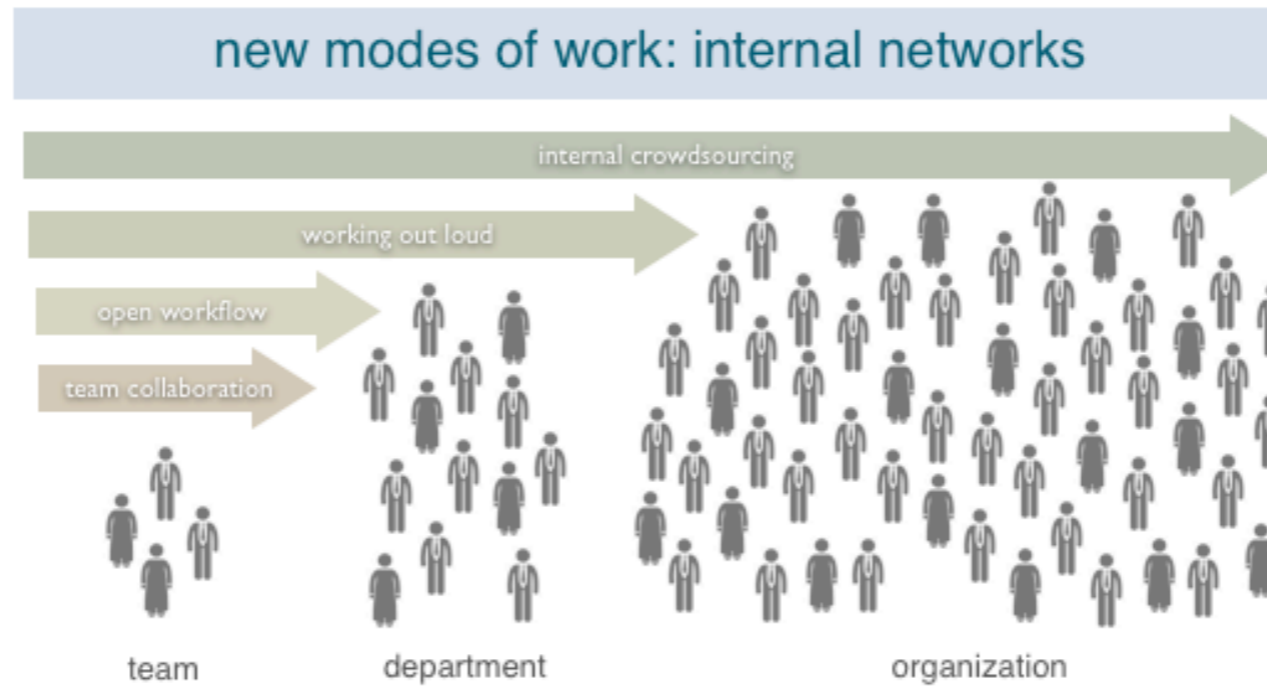 new modes of work: internal networks
internal crowdsourcing
working out loud
open workflow
team collaboration
team
department
organization